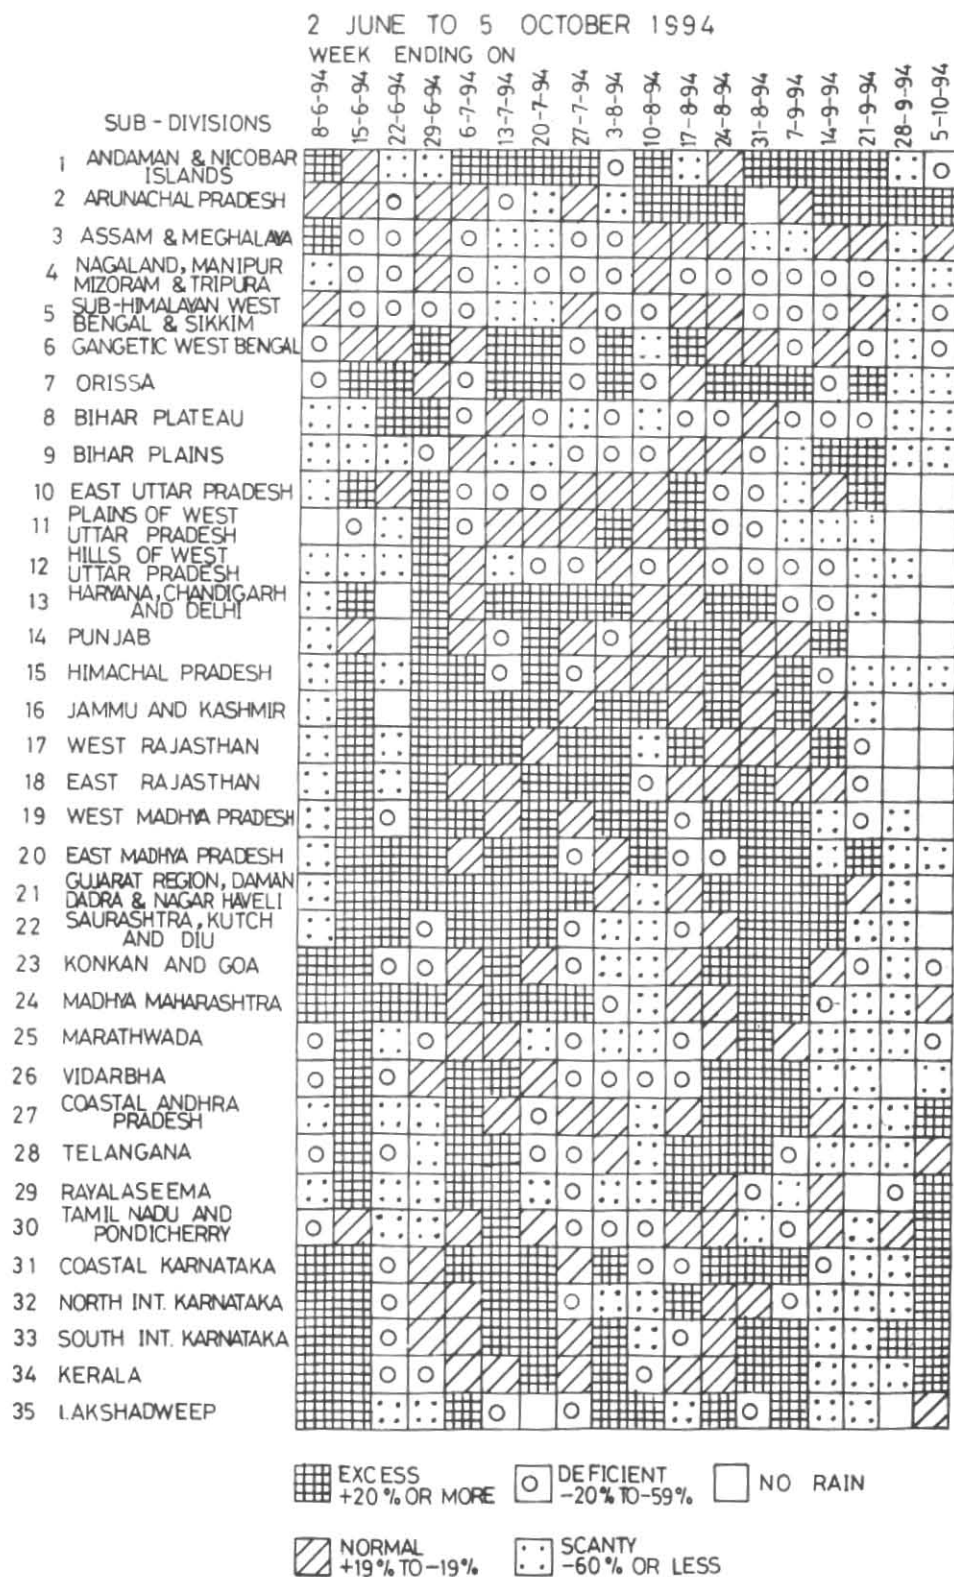 2 JUNE TO 5 OCTOBER 1994
WEEK ENDING ON
SUB-DIVISIONS
8-6-94
15-6-94
22-6-94
29-6-94
6-7-94
13-7-94
20-7-94
27-7-94
3-8-94
10-8-94
17-8-94
24-8-94
31-8-94
7-9-94
14-9-94
21-9-94
28-9-94
5-10-94
1 ANDAMAN & NICOBAR
ISLANDS
2 ARUNACHAL PRADESH
3 ASSAM & MEGHALAYA
4 NAGALAND, MANIPUR
MIZORAM & TRIPURA
5 SUB-HIMALAYAN WEST
BENGAL & SIKKIM
6 GANGETIC WEST BENGAL
7 ORISSA
8 BIHAR PLATEAU
9 BIHAR PLAINS
10 EAST UTTAR PRADESH
11 PLAINS OF WEST
UTTAR PRADESH
12 HILLS OF WEST
UTTAR PRADESH
13 HARYANA, CHANDIGARH
AND DELHI
14 PUNJAB
15 HIMACHAL PRADESH
16 JAMMU AND KASHMIR
17 WEST RAJASTHAN
18 EAST RAJASTHAN
19 WEST MADHYA PRADESH
20 EAST MADHYA PRADESH
21 GUJARAT REGION, DAMAN
DADRA & NAGAR HAVELI
22 SAURASHTRA, KUTCH
AND DIU
23 KONKAN AND GOA
24 MADHYA MAHARASHTRA
25 MARATHWADA
26 VIDARBHA
27 COASTAL ANDHRA
PRADESH
28 TELANGANA
29 RAYALASEEMA
30 TAMIL NADU AND
PONDICHERRY
31 COASTAL KARNATAKA
32 NORTH INT. KARNATAKA
33 SOUTH INT. KARNATAKA
34 KERALA
35 LAKSHADWEEP
EXCESS
+20% OR MORE
DEFICIENT
-20% TO-59%
NO RAIN
NORMAL
+19% TO -19%
SCANTY
-60% OR LESS